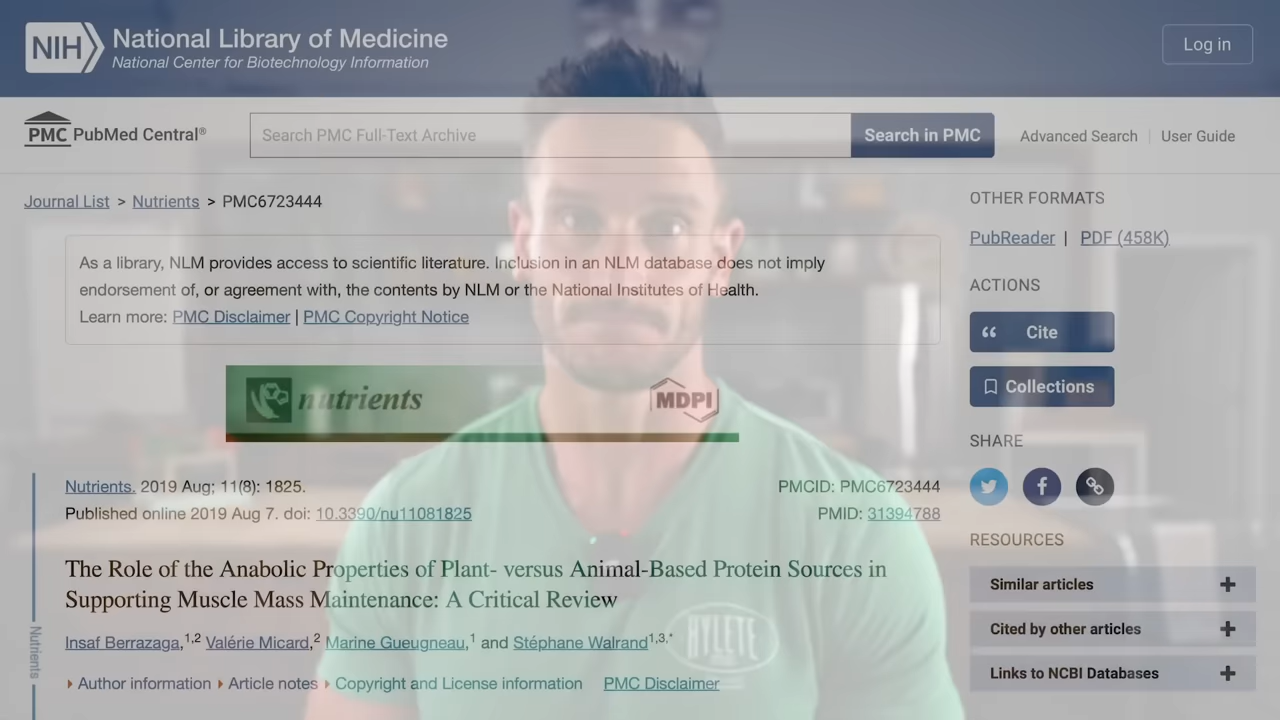 NIH National Library of Medicine
National Center for Biotechnology Information
Log in
PMC PubMed Central®
Search PMC Full-Text Archive
Search in PMC
Advanced Search | User Guide
Journal List > Nutrients > PMC6723444
As a library, NLM provides access to scientific literature. Inclusion in an NLM database does not imply
endorsement of, or agreement with, the contents by NLM or the National Institutes of Health.
Learn more: PMC Disclaimer | PMC Copyright Notice
nutrients
MDPI
Nutrients. 2019 Aug; 11(8): 1825.
PMCID: PMC6723444
Published online 2019 Aug 7. doi: 10.3390/nu11081825
PMID: 31394788
The Role of the Anabolic Properties of Plant- versus Animal-Based Protein Sources in
Supporting Muscle Mass Maintenance: A Critical Review
Insaf Berrazaga,1,2 Valérie Micard,2 Marine Gueugneau,1 and Stéphane Walrand1,3,*
Author information Article notes Copyright and License information PMC Disclaimer
Nutrients
HYLETE
OTHER FORMATS
PubReader | PDF (458K)
ACTIONS
Cite
Collections
SHARE
RESOURCES
Similar articles +
Cited by other articles +
Links to NCBI Databases +